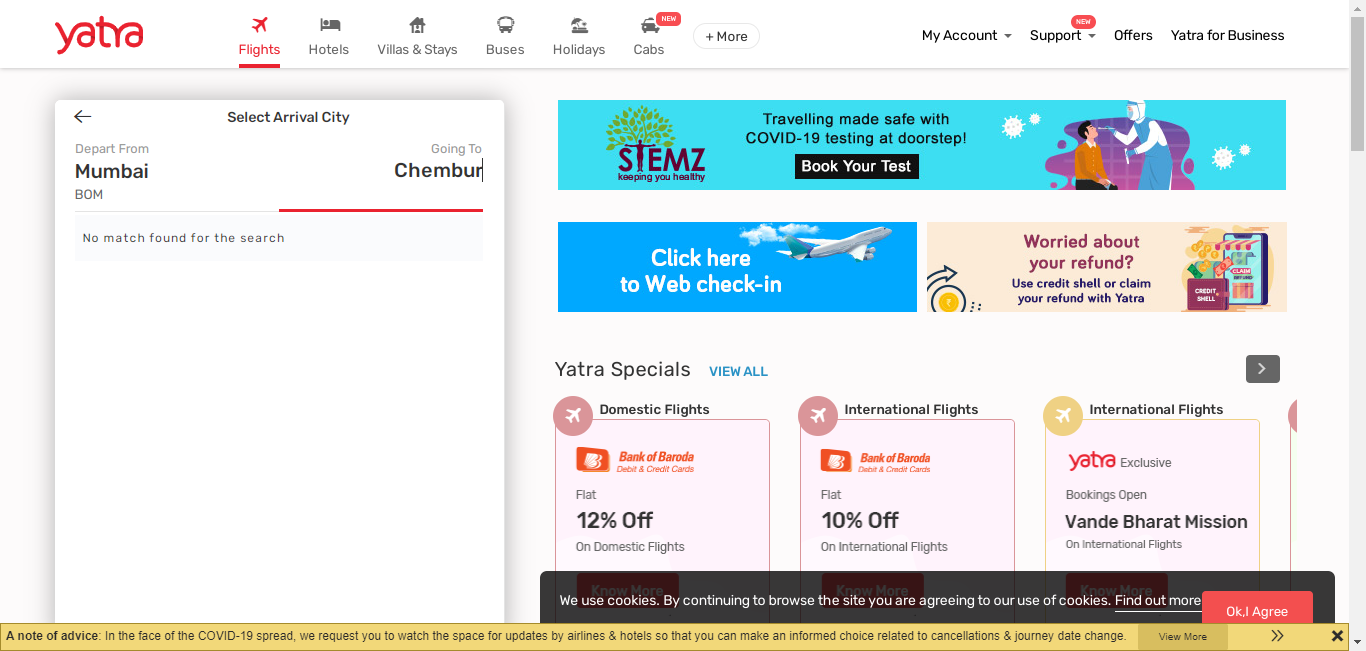 yatra
Flights
Hotels
Villas & Stays
Buses
Holidays
Cabs
NEW
+ More
My Account
Support
NEW
Offers
Yatra for Business
Select Arrival City
Depart From
Mumbai
BOM
Going To
Chembur
No match found for the search
STEMZ
keeping you healthy
Travelling made safe with
COVID-19 testing at doorstep!
Book Your Test
Click here
to Web check-in
Worried about
your refund?
Use credit shell or claim
your refund with Yatra
CREDIT
SHELL
CLAIM
REFUND
Yatra Specials
VIEW ALL
Domestic Flights
Bank of Baroda
Debit & Credit Cards
Flat
12% Off
On Domestic Flights
Know More
International Flights
Bank of Baroda
Debit & Credit Cards
Flat
10% Off
On International Flights
Know More
International Flights
yatra Exclusive
Bookings Open
Vande Bharat Mission
On International Flights
Know More
We use cookies. By continuing to browse the site you are agreeing to our use of cookies. Find out more
Ok,I Agree
A note of advice: In the face of the COVID-19 spread, we request you to watch the space for updates by airlines & hotels so that you can make an informed choice related to cancellations & journey date change.
View More